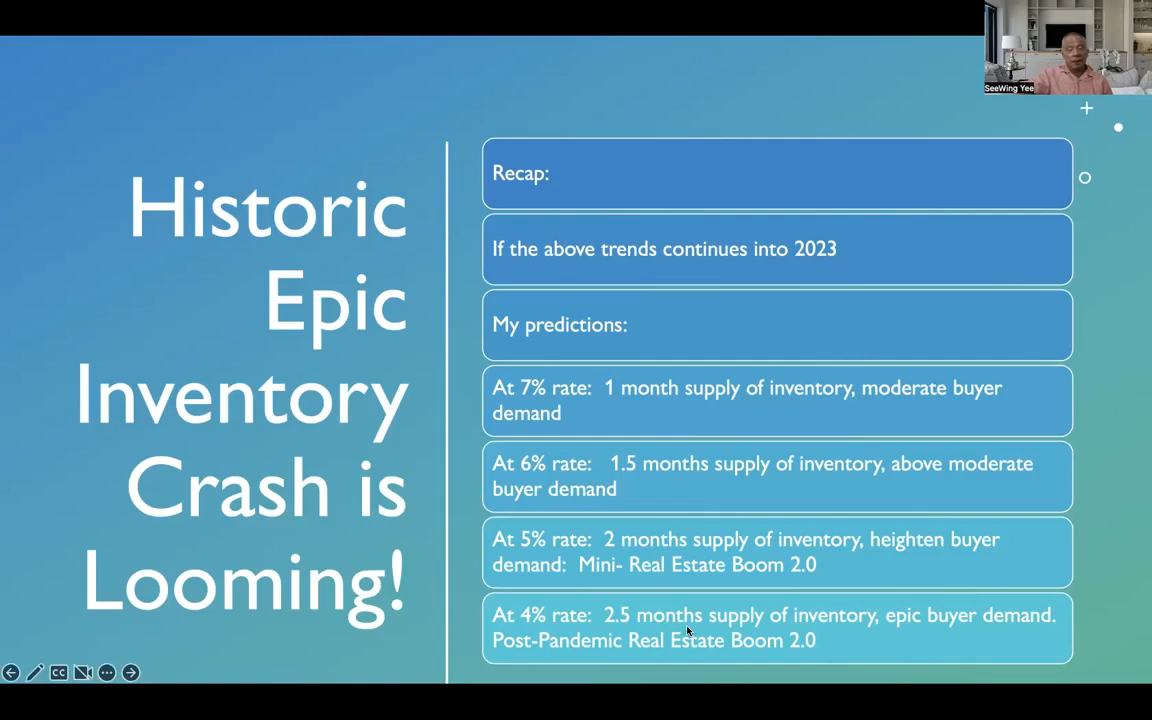 SeeWing Yee
Historic
Epic
Inventory
Crash is
Looming!
Recap:
If the above trends continues into 2023
My predictions:
At 7% rate:  1 month supply of inventory, moderate buyer
demand
At 6% rate:   1.5 months supply of inventory, above moderate
buyer demand
At 5% rate:  2 months supply of inventory, heighten buyer
demand:  Mini- Real Estate Boom 2.0
At 4% rate:  2.5 months supply of inventory, epic buyer demand.
Post-Pandemic Real Estate Boom 2.0
CC